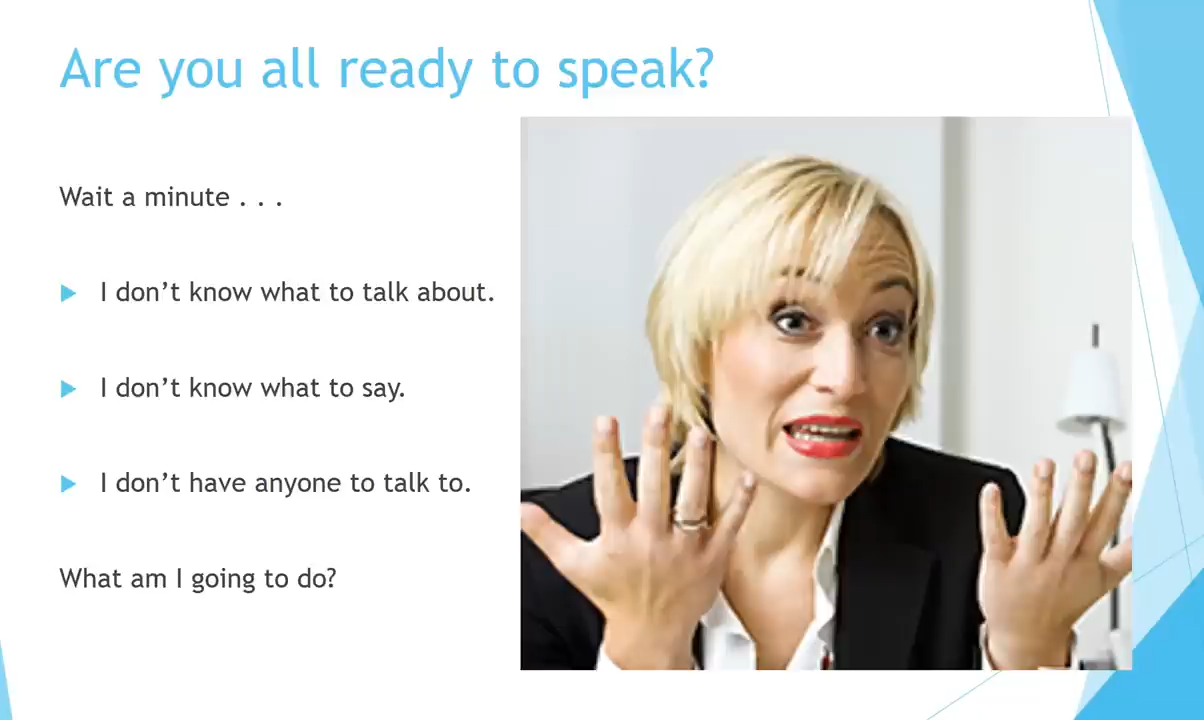 Are you all ready to speak?
Wait a minute . . .
I don’t know what to talk about.
I don’t know what to say.
I don’t have anyone to talk to.
What am I going to do?